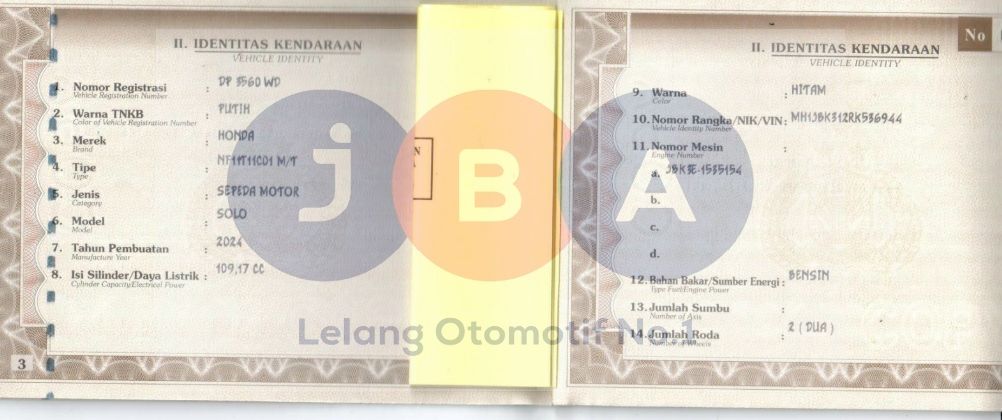 II. IDENTITAS KENDARAAN
VEHICLE IDENTITY
1. Nomor Registrasi : DP 3560 WD
Vehicle Registration Number
2. Warna TNKB : PUTIH
Color of Vehicle Registration Number
3. Merek : HONDA
Brand
4. Tipe : NF11T11C01 M/T
Type
5. Jenis : SEPEDA MOTOR
Category
6. Model : SOLO
Model
7. Tahun Pembuatan : 2024
Manufacture Year
8. Isi Silinder/Daya Listrik : 109,17 CC
Cylinder Capacity/Electrical Power
3
No
II. IDENTITAS KENDARAAN
VEHICLE IDENTITY
9. Warna : HITAM
Color
10. Nomor Rangka/NIK/VIN : MH1JBK312RK536944
Vehicle Identity Number
11. Nomor Mesin :
Engine Number
a. JBK3E-1535154
b.
c.
d.
12. Bahan Bakar/Sumber Energi : BENSIN
Type Fuel/Engine Power
13. Jumlah Sumbu :
Number of Axis
14. Jumlah Roda : 2 ( DUA )
Number of Wheels
jBA
Lelang Otomotif No.1